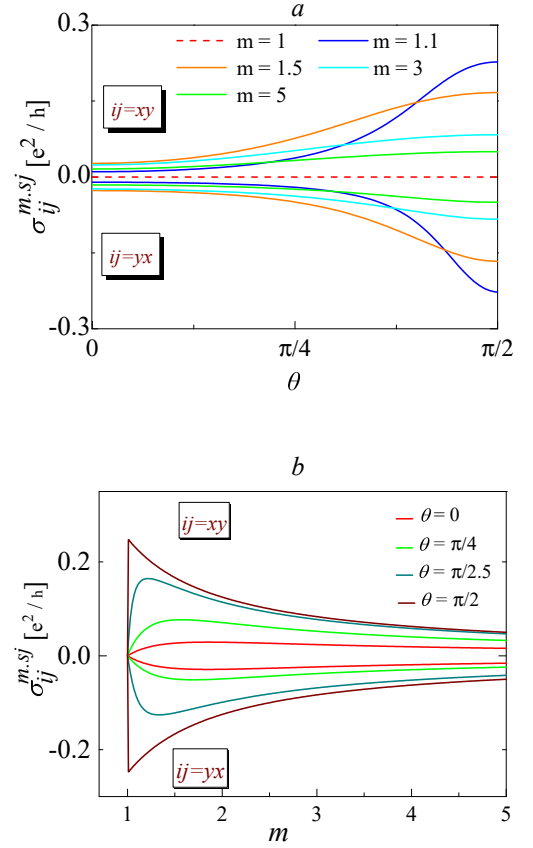 a
0.3
m = 1
m = 1.1
m = 1.5
m = 3
m = 5
ij=xy
σ_ij^m.sj [e² / h]
0.0
ij=yx
-0.3
0
π/4
π/2
θ
b
ij=xy
θ = 0
θ = π/4
θ = π/2.5
θ = π/2
0.2
σ_ij^m.sj [e² / h]
0.0
-0.2
ij=yx
1
2
3
4
5
m